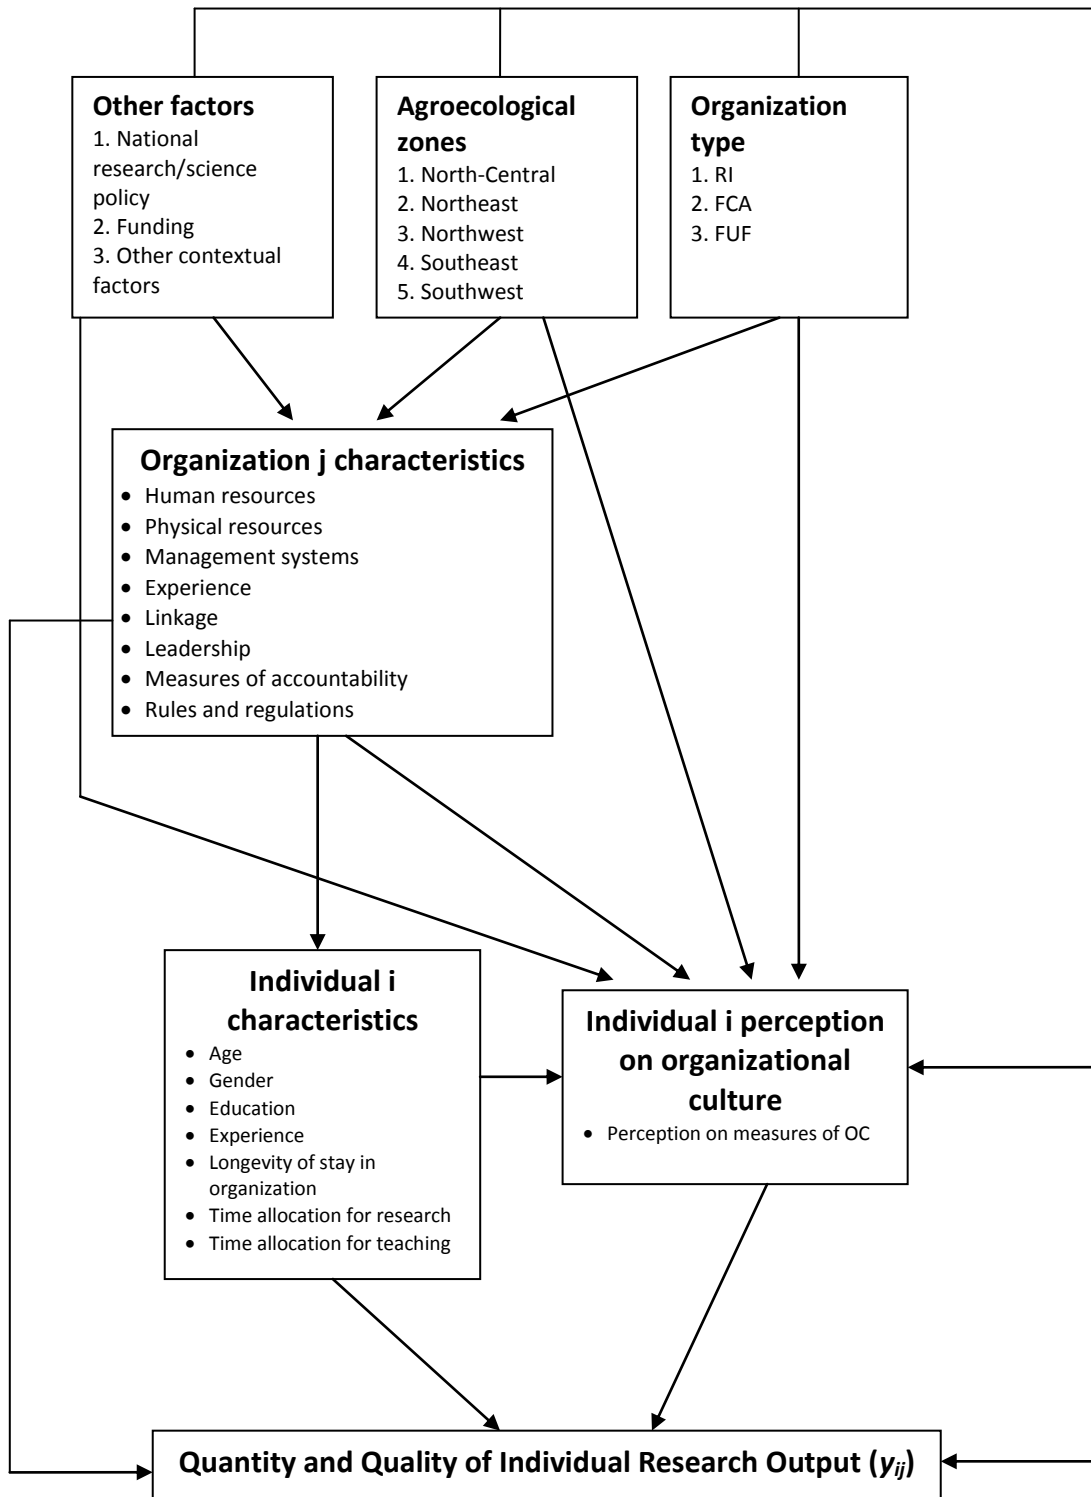 Other factors
1. National
research/science
policy
2. Funding
3. Other contextual
factors
Agroecological
zones
1. North-Central
2. Northeast
3. Northwest
4. Southeast
5. Southwest
Organization
type
1. RI
2. FCA
3. FUF
Organization j characteristics
• Human resources
• Physical resources
• Management systems
• Experience
• Linkage
• Leadership
• Measures of accountability
• Rules and regulations
Individual i
characteristics
• Age
• Gender
• Education
• Experience
• Longevity of stay in
organization
• Time allocation for research
• Time allocation for teaching
Individual i perception
on organizational
culture
• Perception on measures of OC
Quantity and Quality of Individual Research Output (yij)